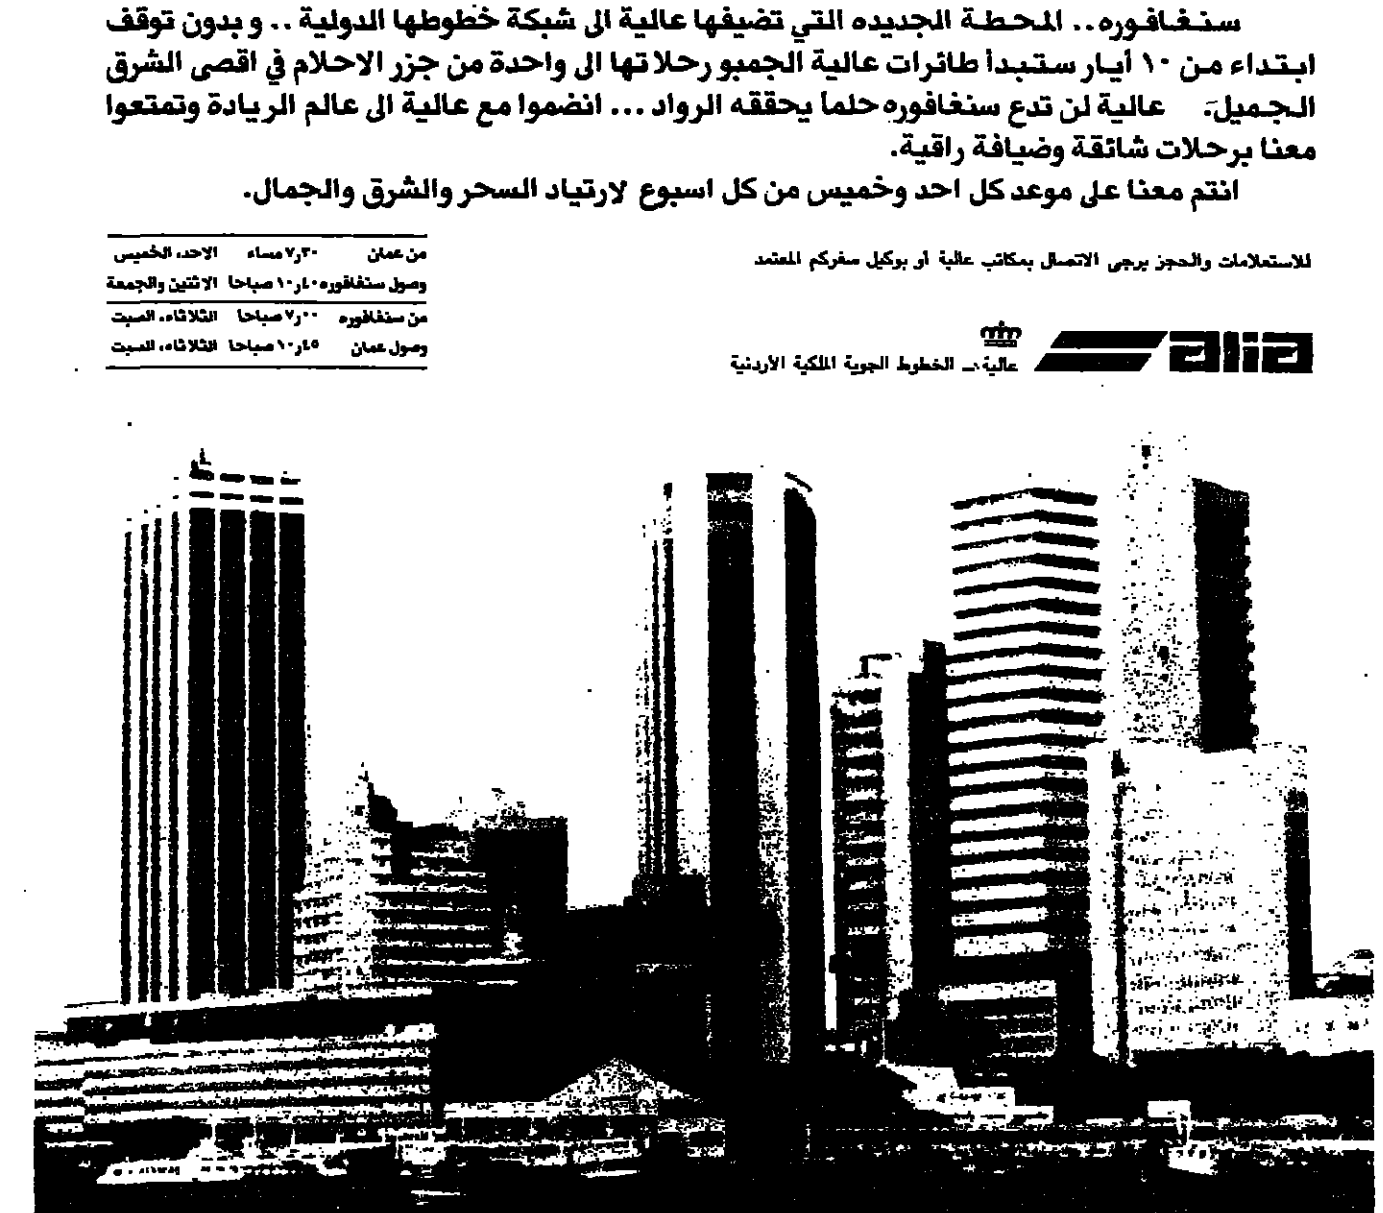 سنغافوره.. المحطة الجديده التي تضيفها عالية الى شبكة خطوطها الدولية .. و بدون توقف
ابتداء من ١٠ أيار ستبدأ طائرات عالية الجمبو رحلاتها الى واحدة من جزر الاحلام في اقصى الشرق
الجميل. عالية لن تدع سنغافوره حلماً يحققه الرواد ... انضموا مع عالية الى عالم الريادة وتمتعوا
معنا برحلات شائقة وضيافة راقية.
انتم معنا على موعد كل احد وخميس من كل اسبوع لارتياد السحر والشرق والجمال.
للاستعلامات والحجز يرجى الاتصال بمكاتب عالية أو بوكيل سفركم المعتمد
من عمان ٧٫٣٠ مساء الاحد، الخميس
وصول سنغافوره ١٠٫٤٠ صباحا الاثنين والجمعة
من سنغافوره ٧٫٠٠ صباحا الثلاثاء، السبت
وصول عمان ١٠٫٤٥ صباحا الثلاثاء، السبت
alia
عالية ـ الخطوط الجوية الملكية الأردنية